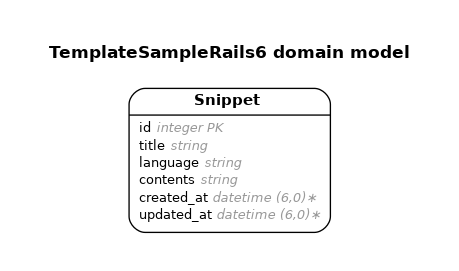 TemplateSampleRails6 domain model
Snippet
id integer PK
title string
language string
contents string
created_at datetime (6,0)∗
updated_at datetime (6,0)∗